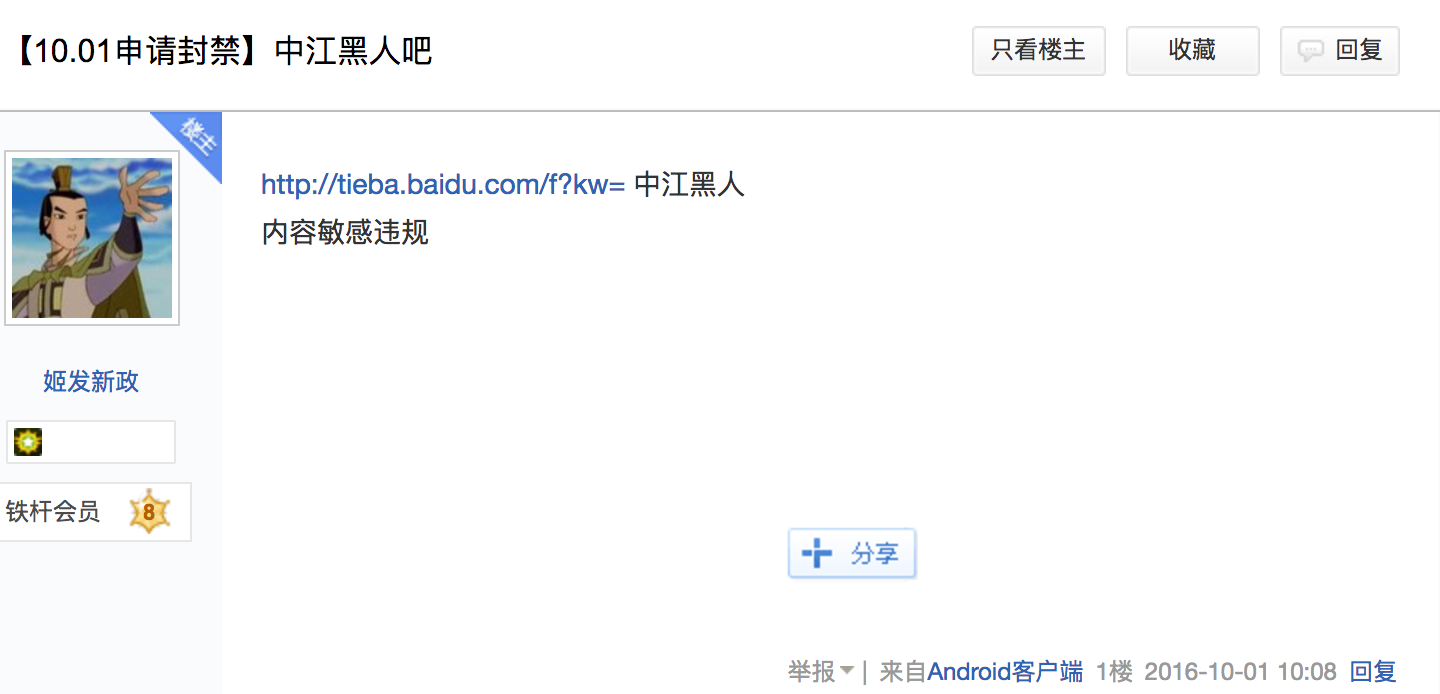 【10.01申请封禁】中江黑人吧
只看楼主
收藏
回复
楼主
http://tieba.baidu.com/f?kw= 中江黑人
内容敏感违规
姬发新政
铁杆会员 8
分享
举报 | 来自Android客户端 1楼 2016-10-01 10:08 回复